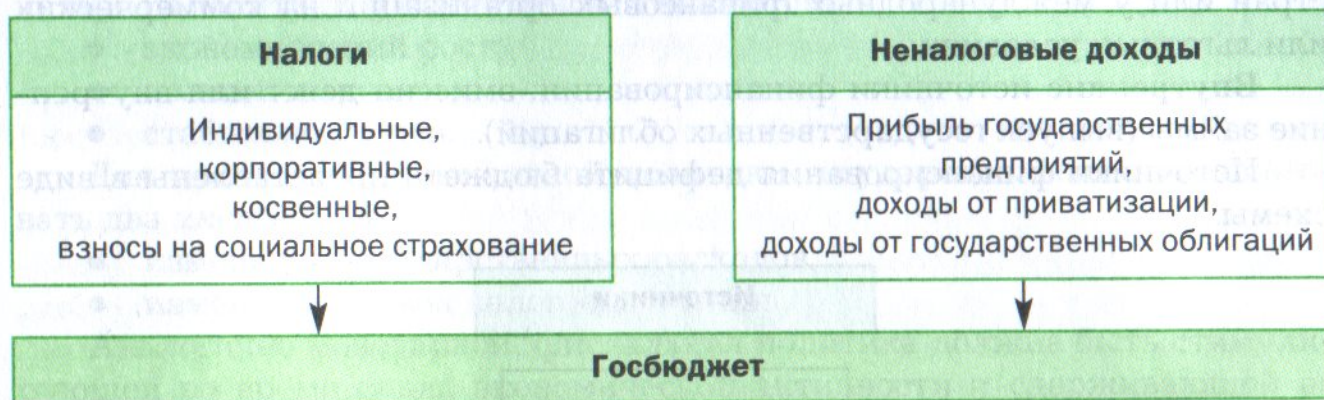 Налоги
Индивидуальные,
корпоративные,
косвенные,
взносы на социальное страхование
Неналоговые доходы
Прибыль государственных
предприятий,
доходы от приватизации,
доходы от государственных облигаций
Госбюджет